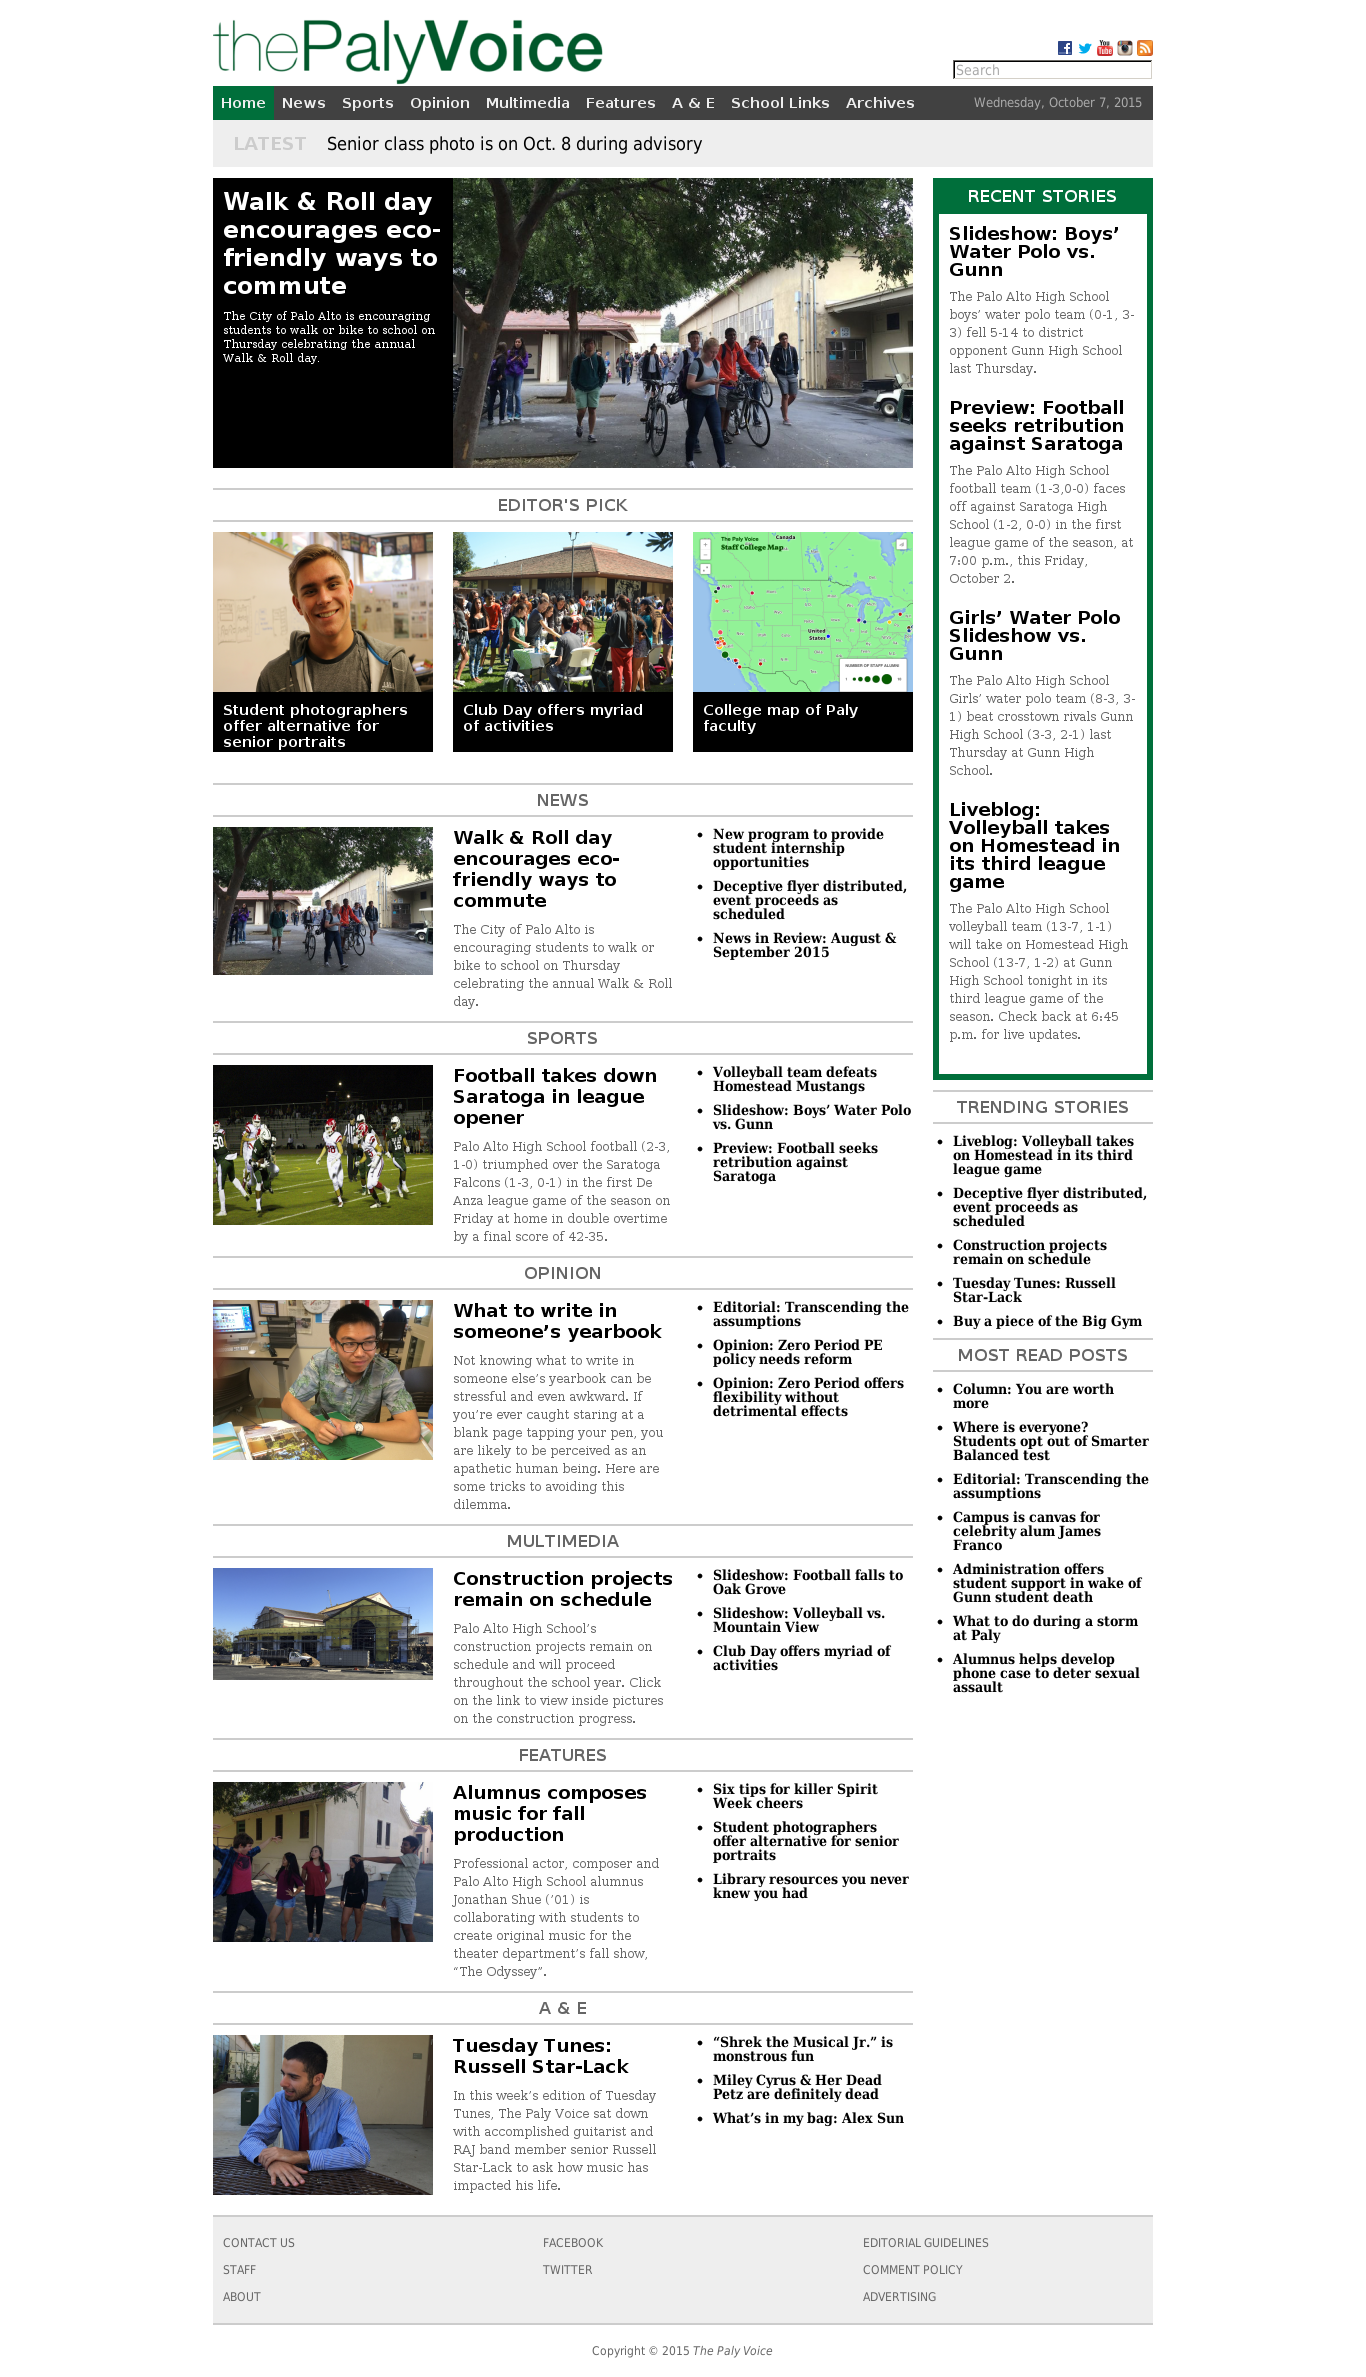 thePalyVoice
Search
Home News Sports Opinion Multimedia Features A & E School Links Archives Wednesday, October 7, 2015
LATEST Senior class photo is on Oct. 8 during advisory
Walk & Roll day
encourages eco-
friendly ways to
commute
The City of Palo Alto is encouraging
students to walk or bike to school on
Thursday celebrating the annual
Walk & Roll day.
EDITOR'S PICK
Student photographers
offer alternative for
senior portraits
Club Day offers myriad
of activities
The Paly Voice
Staff College Map
Canada
United
States
NUMBER OF STAFF ALUMNI
College map of Paly
faculty
NEWS
Walk & Roll day
encourages eco-
friendly ways to
commute
The City of Palo Alto is
encouraging students to walk or
bike to school on Thursday
celebrating the annual Walk & Roll
day.
• New program to provide
student internship
opportunities
• Deceptive flyer distributed,
event proceeds as
scheduled
• News in Review: August &
September 2015
SPORTS
Football takes down
Saratoga in league
opener
Palo Alto High School football (2-3,
1-0) triumphed over the Saratoga
Falcons (1-3, 0-1) in the first De
Anza league game of the season on
Friday at home in double overtime
by a final score of 42-35.
• Volleyball team defeats
Homestead Mustangs
• Slideshow: Boys’ Water Polo
vs. Gunn
• Preview: Football seeks
retribution against
Saratoga
OPINION
What to write in
someone’s yearbook
Not knowing what to write in
someone else’s yearbook can be
stressful and even awkward. If
you’re ever caught staring at a
blank page tapping your pen, you
are likely to be perceived as an
apathetic human being. Here are
some tricks to avoiding this
dilemma.
• Editorial: Transcending the
assumptions
• Opinion: Zero Period PE
policy needs reform
• Opinion: Zero Period offers
flexibility without
detrimental effects
MULTIMEDIA
Construction projects
remain on schedule
Palo Alto High School’s
construction projects remain on
schedule and will proceed
throughout the school year. Click
on the link to view inside pictures
on the construction progress.
• Slideshow: Football falls to
Oak Grove
• Slideshow: Volleyball vs.
Mountain View
• Club Day offers myriad of
activities
FEATURES
Alumnus composes
music for fall
production
Professional actor, composer and
Palo Alto High School alumnus
Jonathan Shue (’01) is
collaborating with students to
create original music for the
theater department’s fall show,
“The Odyssey”.
• Six tips for killer Spirit
Week cheers
• Student photographers
offer alternative for senior
portraits
• Library resources you never
knew you had
A & E
Tuesday Tunes:
Russell Star-Lack
In this week’s edition of Tuesday
Tunes, The Paly Voice sat down
with accomplished guitarist and
RAJ band member senior Russell
Star-Lack to ask how music has
impacted his life.
• “Shrek the Musical Jr.” is
monstrous fun
• Miley Cyrus & Her Dead
Petz are definitely dead
• What’s in my bag: Alex Sun
RECENT STORIES
Slideshow: Boys’
Water Polo vs.
Gunn
The Palo Alto High School
boys’ water polo team (0-1, 3-
3) fell 5-14 to district
opponent Gunn High School
last Thursday.
Preview: Football
seeks retribution
against Saratoga
The Palo Alto High School
football team (1-3,0-0) faces
off against Saratoga High
School (1-2, 0-0) in the first
league game of the season, at
7:00 p.m., this Friday,
October 2.
Girls’ Water Polo
Slideshow vs.
Gunn
The Palo Alto High School
Girls’ water polo team (8-3, 3-
1) beat crosstown rivals Gunn
High School (3-3, 2-1) last
Thursday at Gunn High
School.
Liveblog:
Volleyball takes
on Homestead in
its third league
game
The Palo Alto High School
volleyball team (13-7, 1-1)
will take on Homestead High
School (13-7, 1-2) at Gunn
High School tonight in its
third league game of the
season. Check back at 6:45
p.m. for live updates.
TRENDING STORIES
• Liveblog: Volleyball takes
on Homestead in its third
league game
• Deceptive flyer distributed,
event proceeds as
scheduled
• Construction projects
remain on schedule
• Tuesday Tunes: Russell
Star-Lack
• Buy a piece of the Big Gym
MOST READ POSTS
• Column: You are worth
more
• Where is everyone?
Students opt out of Smarter
Balanced test
• Editorial: Transcending the
assumptions
• Campus is canvas for
celebrity alum James
Franco
• Administration offers
student support in wake of
Gunn student death
• What to do during a storm
at Paly
• Alumnus helps develop
phone case to deter sexual
assault
CONTACT US
STAFF
ABOUT
FACEBOOK
TWITTER
EDITORIAL GUIDELINES
COMMENT POLICY
ADVERTISING
Copyright © 2015 The Paly Voice